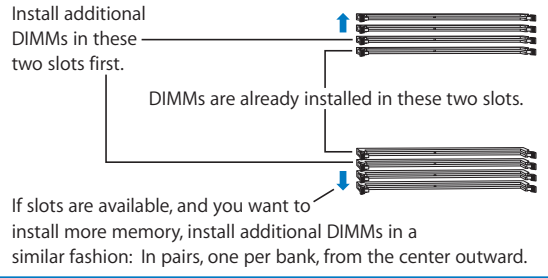 Install additional
DIMMs in these
two slots first.
DIMMs are already installed in these two slots.
If slots are available, and you want to
install more memory, install additional DIMMs in a
similar fashion: In pairs, one per bank, from the center outward.